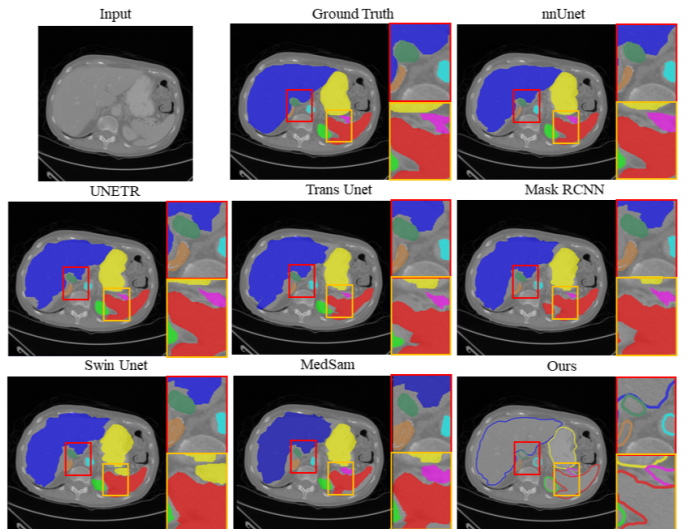 Input
Ground Truth
nnUnet
UNETR
Trans Unet
Mask RCNN
Swin Unet
MedSam
Ours